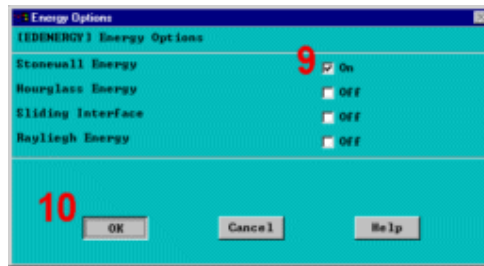 Energy Options
[EDENERGY] Energy Options
Stonewall Energy 9 On
Hourglass Energy Off
Sliding Interface Off
Rayliegh Energy Off
10 OK Cancel Help